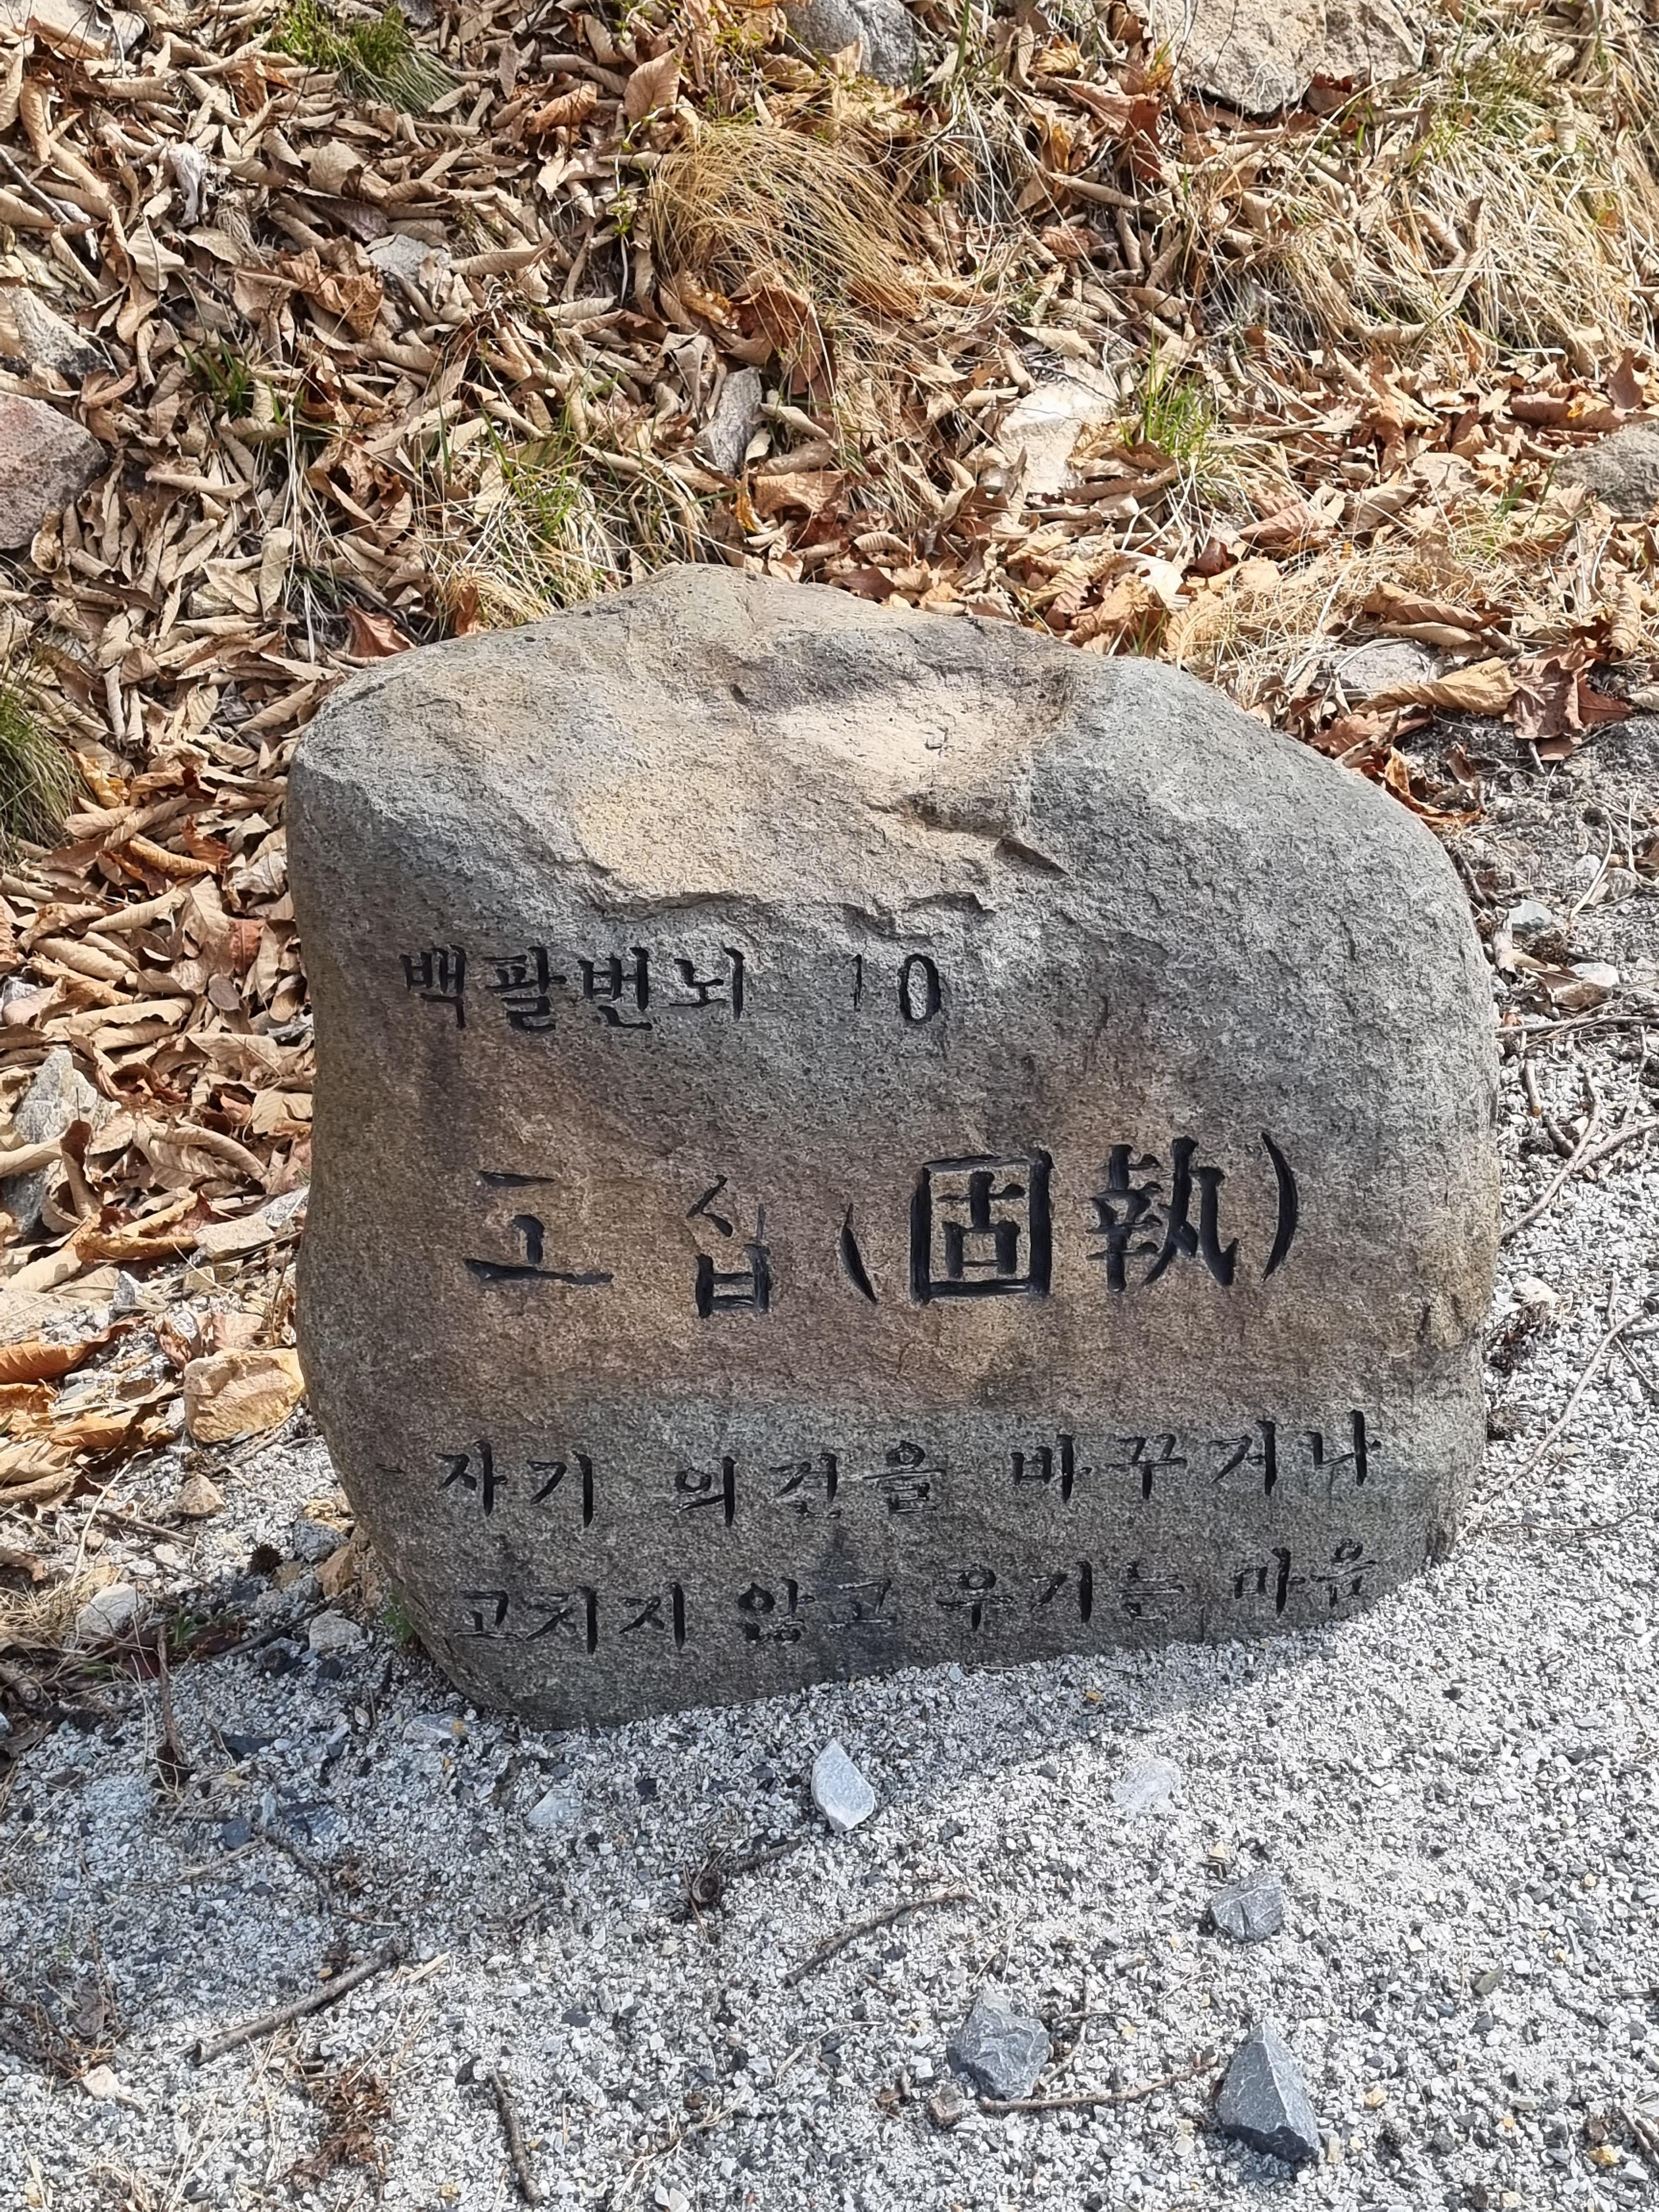 백팔번뇌 10
고 집 (固執)
자기 의견을 바꾸거나
고치지 않고 우기는 마음